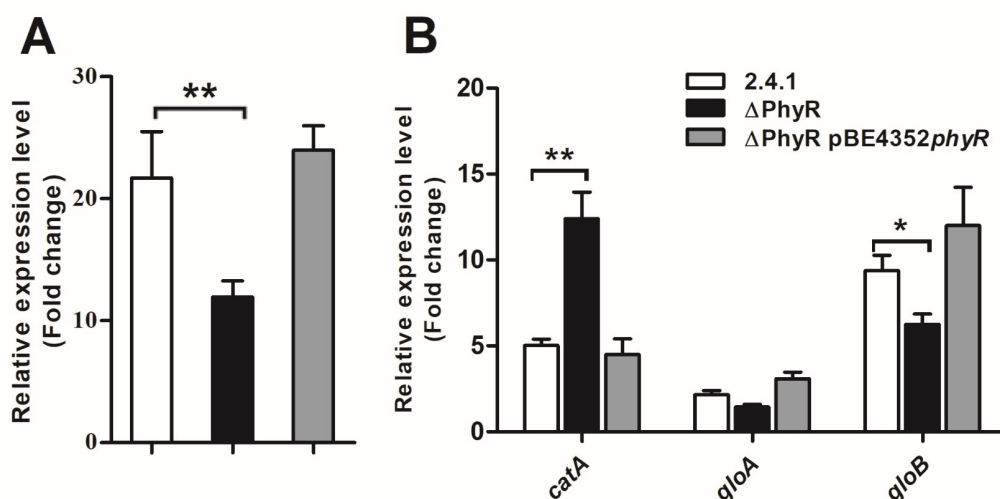 A
Relative expression level
(Fold change)
30
20
10
0
**
B
Relative expression level
(Fold change)
20
15
10
5
0
2.4.1
ΔPhyR
ΔPhyR pBE4352phyR
**
*
catA
gloA
gloB